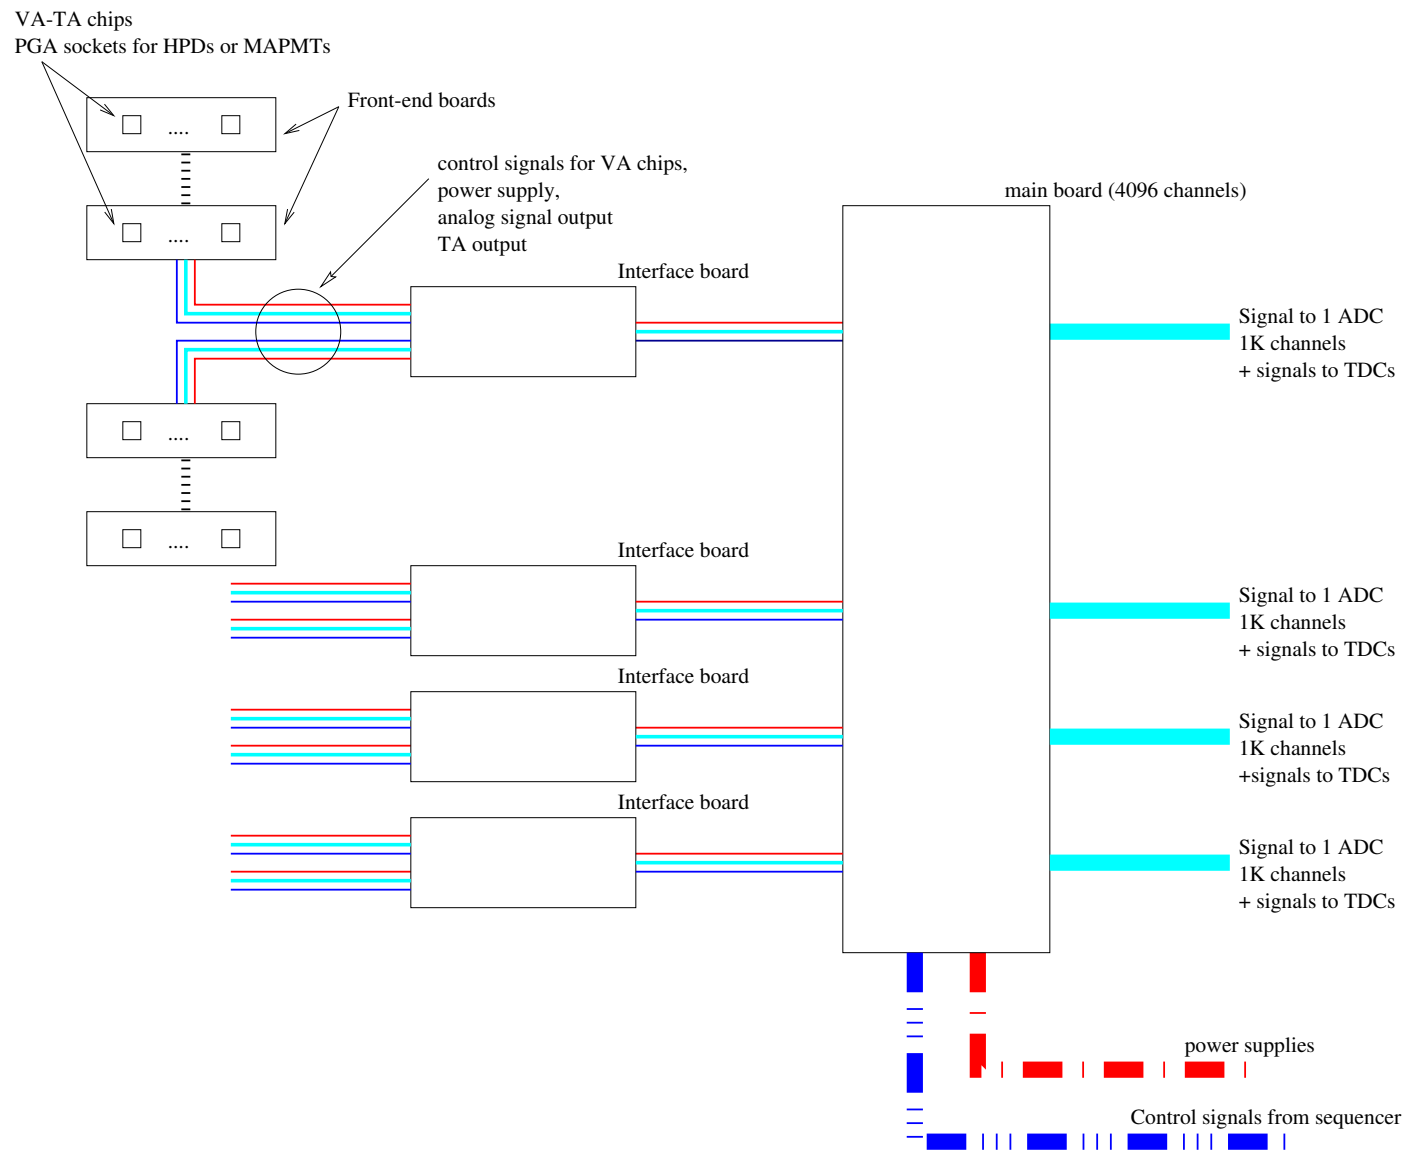 VA-TA chips
PGA sockets for HPDs or MAPMTs
Front-end boards
....
control signals for VA chips,
power supply,
analog signal output
TA output
main board (4096 channels)
....
Interface board
Signal to 1 ADC
1K channels
+ signals to TDCs
....
....
Interface board
Signal to 1 ADC
1K channels
+ signals to TDCs
Interface board
Signal to 1 ADC
1K channels
+signals to TDCs
Interface board
Signal to 1 ADC
1K channels
+ signals to TDCs
power supplies
Control signals from sequencer